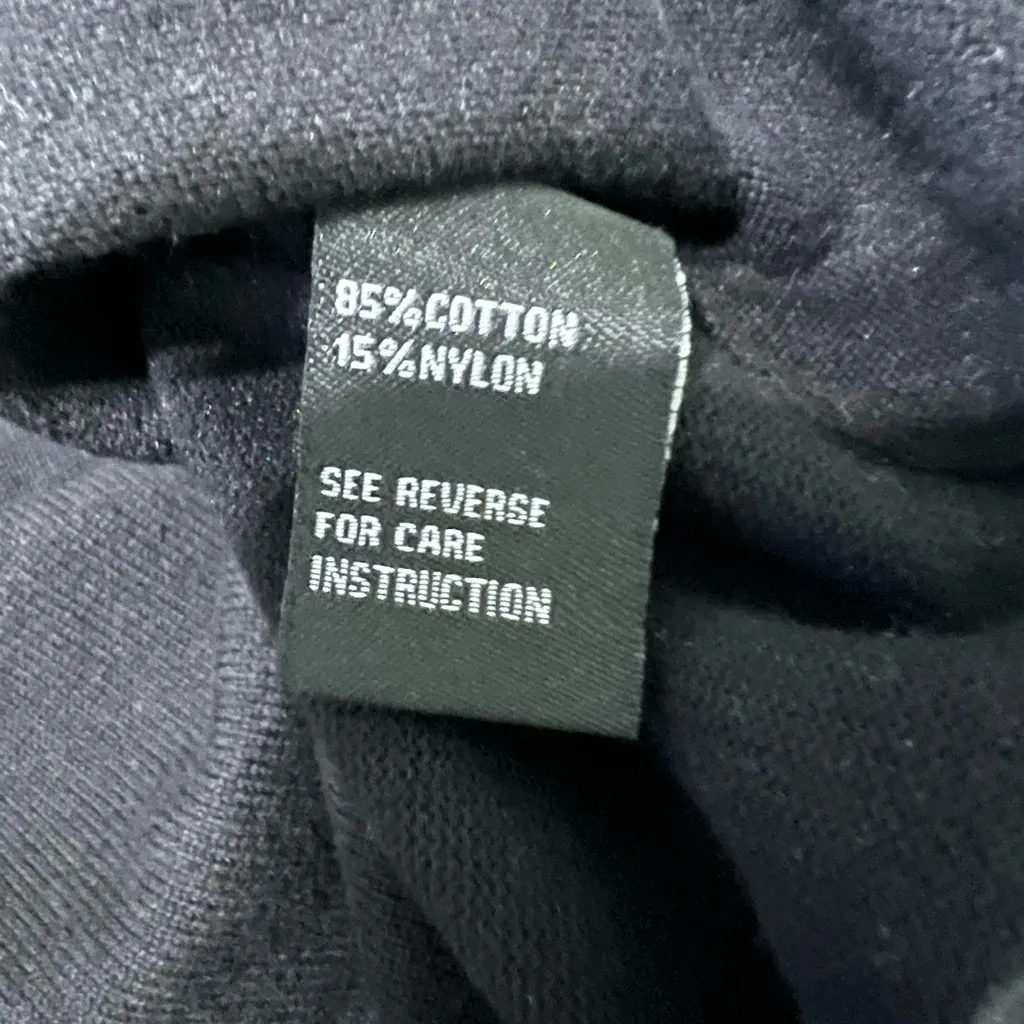 85%COTTON
15%NYLON
SEE REVERSE
FOR CARE
INSTRUCTION